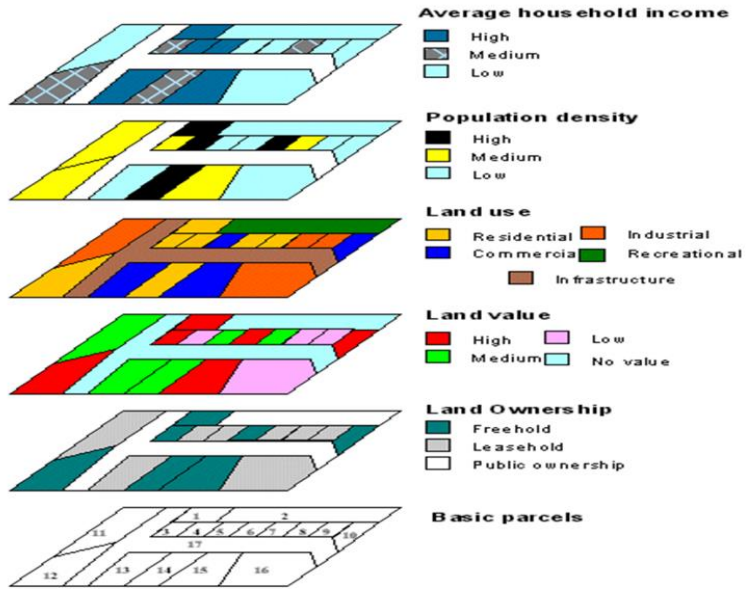 Average household income
High
Medium
Low
Population density
High
Medium
Low
Land use
Residential
Industrial
Commercia
Recreational
Infrastructure
Land value
High
Low
Medium
No value
Land Ownership
Freehold
Leasehold
Public ownership
Basic parcels
1 2
11 3 4 5 6 7 8 9 10
17
12 13 14 15 16